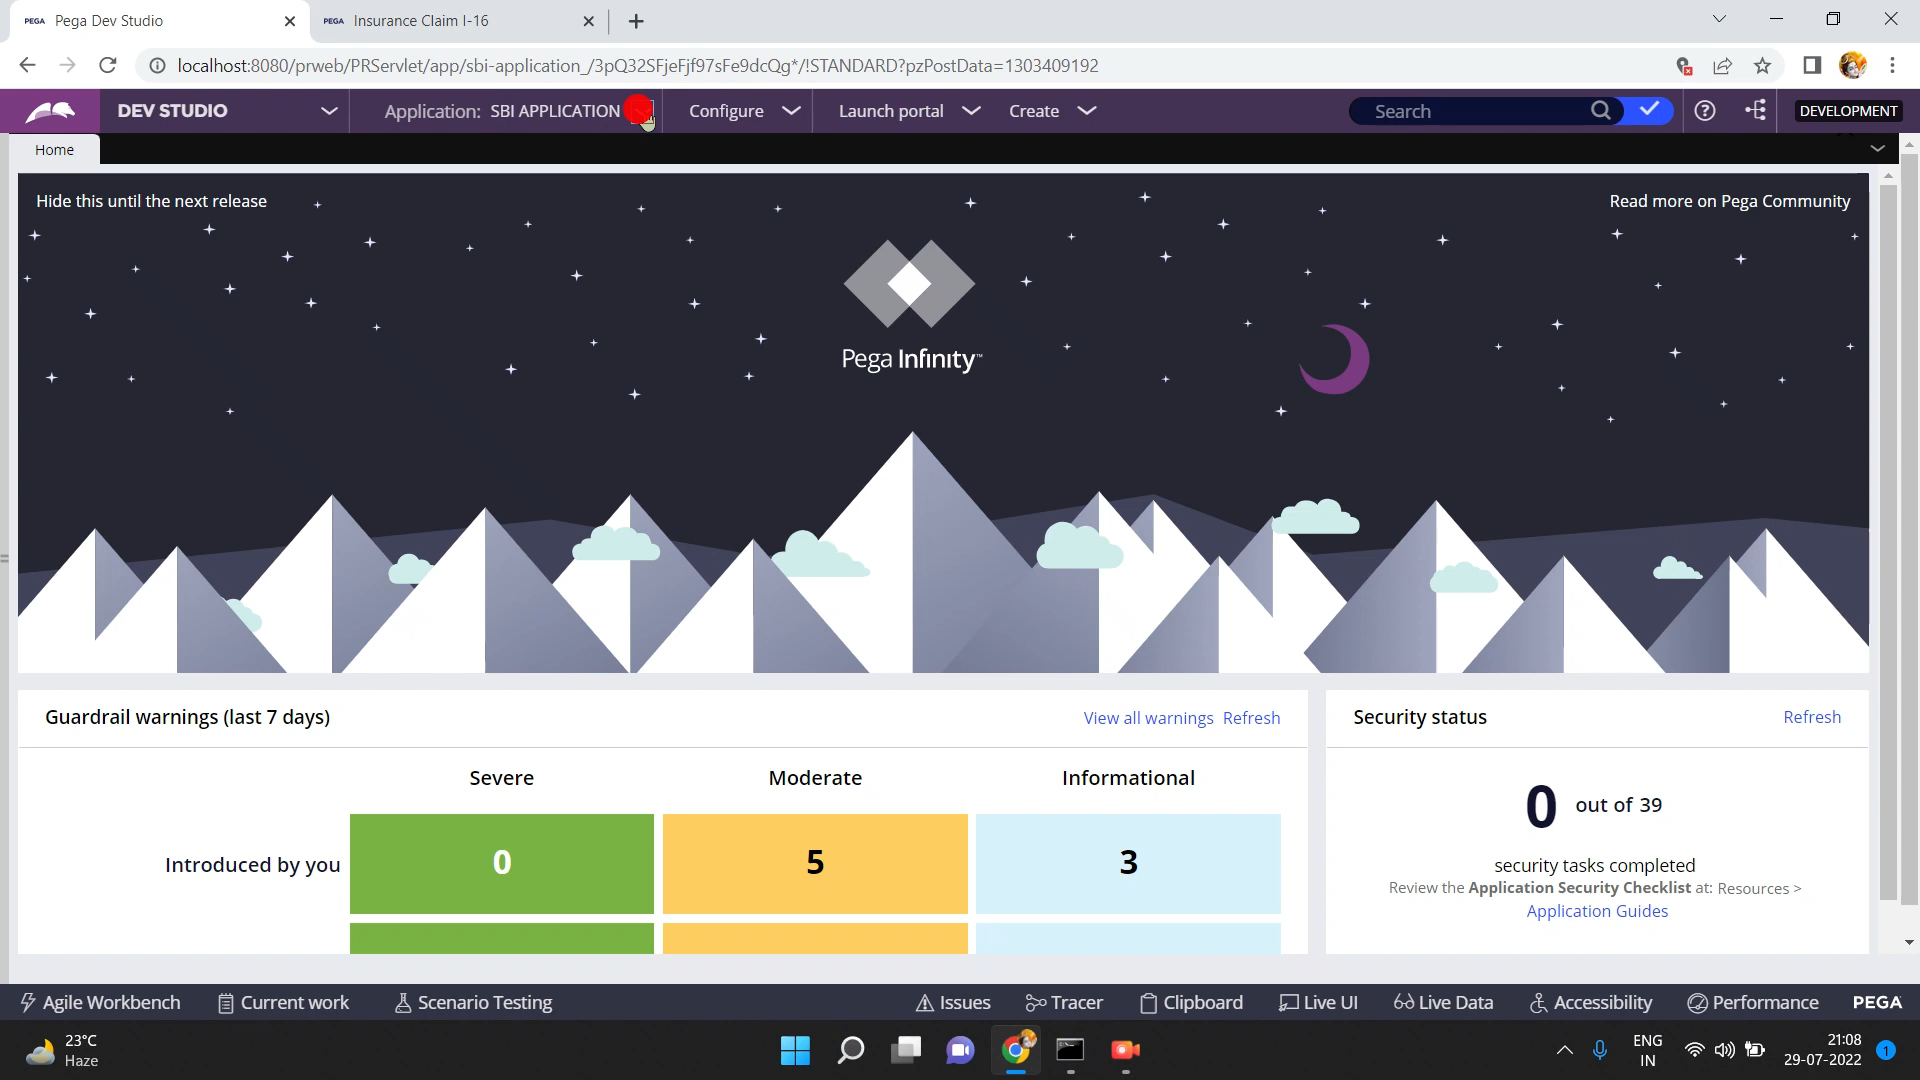 PEGA Pega Dev Studio PEGA Insurance Claim I-16
localhost:8080/prweb/PRServlet/app/sbi-application_/3pQ32SFjeFjf97sFe9dcQg*/!STANDARD?pzPostData=1303409192
DEV STUDIO Application: SBI APPLICATION Configure Launch portal Create Search DEVELOPMENT
Home
Hide this until the next release Read more on Pega Community
Pega Infinity™
Guardrail warnings (last 7 days) View all warnings Refresh Security status Refresh
Severe Moderate Informational
0 out of 39
Introduced by you 0 5 3
security tasks completed
Review the Application Security Checklist at: Resources >
Application Guides
Agile Workbench Current work Scenario Testing Issues Tracer Clipboard Live UI Live Data Accessibility Performance PEGA
23°C
Haze
ENG
IN
21:08
29-07-2022
1